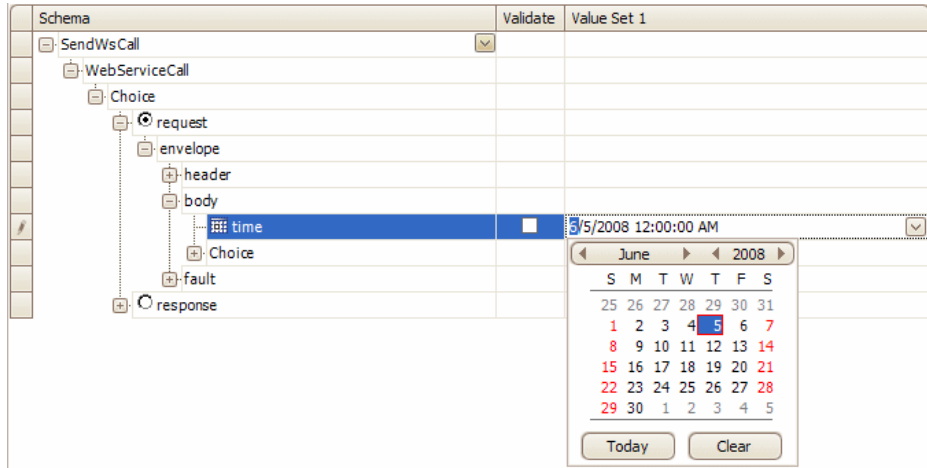 Schema Validate Value Set 1
SendWsCall
WebServiceCall
Choice
request
envelope
header
body
time 6/5/2008 12:00:00 AM
Choice
fault
response
June 2008
S M T W T F S
25 26 27 28 29 30 31
1 2 3 4 5 6 7
8 9 10 11 12 13 14
15 16 17 18 19 20 21
22 23 24 25 26 27 28
29 30 1 2 3 4 5
Today Clear